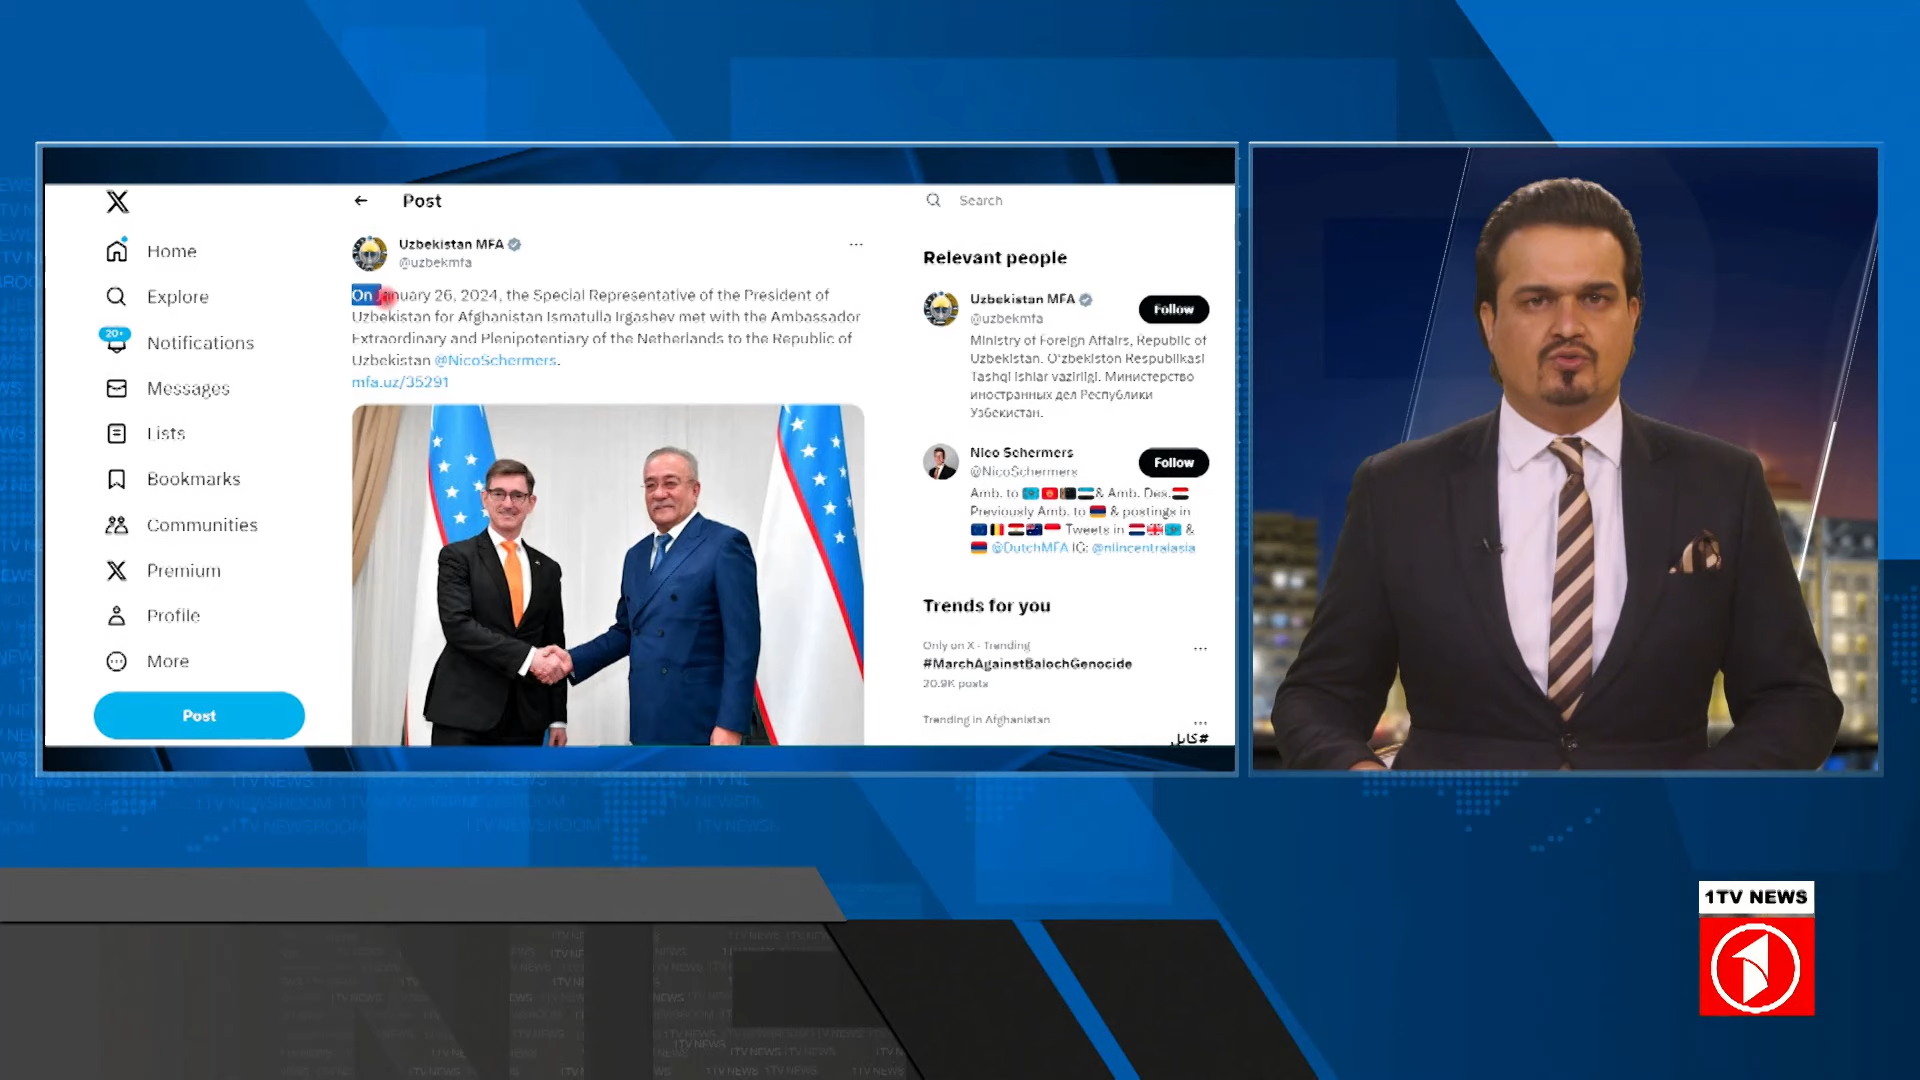 Post
Search
Home
Explore
20+
Notifications
Messages
Lists
Bookmarks
Communities
Premium
Profile
More
Post
Uzbekistan MFA
@uzbekmfa
On January 26, 2024, the Special Representative of the President of
Uzbekistan for Afghanistan Ismatulla Irgashev met with the Ambassador
Extraordinary and Plenipotentiary of the Netherlands to the Republic of
Uzbekistan @NicoSchermers.
mfa.uz/35291
Relevant people
Uzbekistan MFA
Follow
@uzbekmfa
Ministry of Foreign Affairs, Republic of
Uzbekistan. O'zbekiston Respublikasi
Tashqi ishlar vazirligi. Министерство
иностранных дел Республики
Узбекистан.
Nico Schermers
Follow
@NicoSchermers
Amb. to & Amb. Des.
Previously Amb. to & postings in
Tweets in &
@DutchMFA IG: @nlincentralasia
Trends for you
Only on X · Trending
#MarchAgainstBalochGenocide
20.9K posts
Trending in Afghanistan
#کابل
1TV NEWS